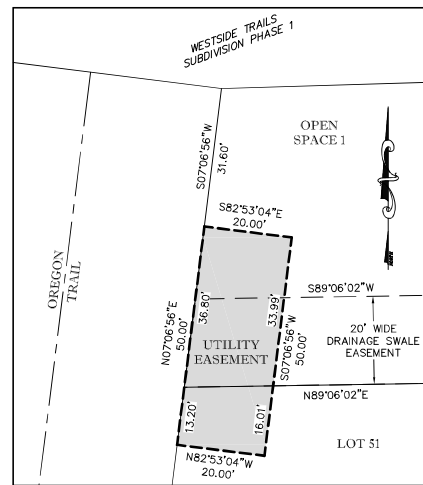 WESTSIDE TRAILS
SUBDIVISION PHASE 1
S07°06'56"W
31.60'
OPEN
SPACE 1
S82°53'04"E
20.00'
OREGON
TRAIL
N07°06'56"E
50.00'
36.80'
33.99'
S07°06'56"W
50.00'
S89°06'02"W
UTILITY
EASEMENT
20' WIDE
DRAINAGE SWALE
EASEMENT
N89°06'02"E
13.20'
16.01'
N82°53'04"W
20.00'
LOT 51